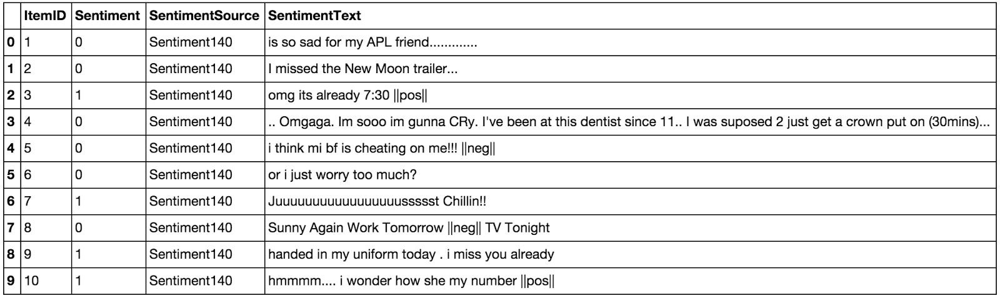 ItemID Sentiment SentimentSource SentimentText
0 1 0 Sentiment140 is so sad for my APL friend.............
1 2 0 Sentiment140 I missed the New Moon trailer...
2 3 1 Sentiment140 omg its already 7:30 ||pos||
3 4 0 Sentiment140 .. Omgaga. Im sooo im gunna CRy. I've been at this dentist since 11.. I was suposed 2 just get a crown put on (30mins)...
4 5 0 Sentiment140 i think mi bf is cheating on me!!! ||neg||
5 6 0 Sentiment140 or i just worry too much?
6 7 1 Sentiment140 Juuuuuuuuuuuuuuuuussssst Chillin!!
7 8 0 Sentiment140 Sunny Again Work Tomorrow ||neg|| TV Tonight
8 9 1 Sentiment140 handed in my uniform today . i miss you already
9 10 1 Sentiment140 hmmmm.... i wonder how she my number ||pos||